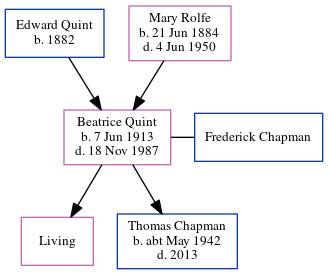 Edward Quint
b. 1882
Mary Rolfe
b. 21 Jun 1884
d. 4 Jun 1950
Beatrice Quint
b. 7 Jun 1913
d. 18 Nov 1987
Frederick Chapman
Living
Thomas Chapman
b. abt May 1942
d. 2013